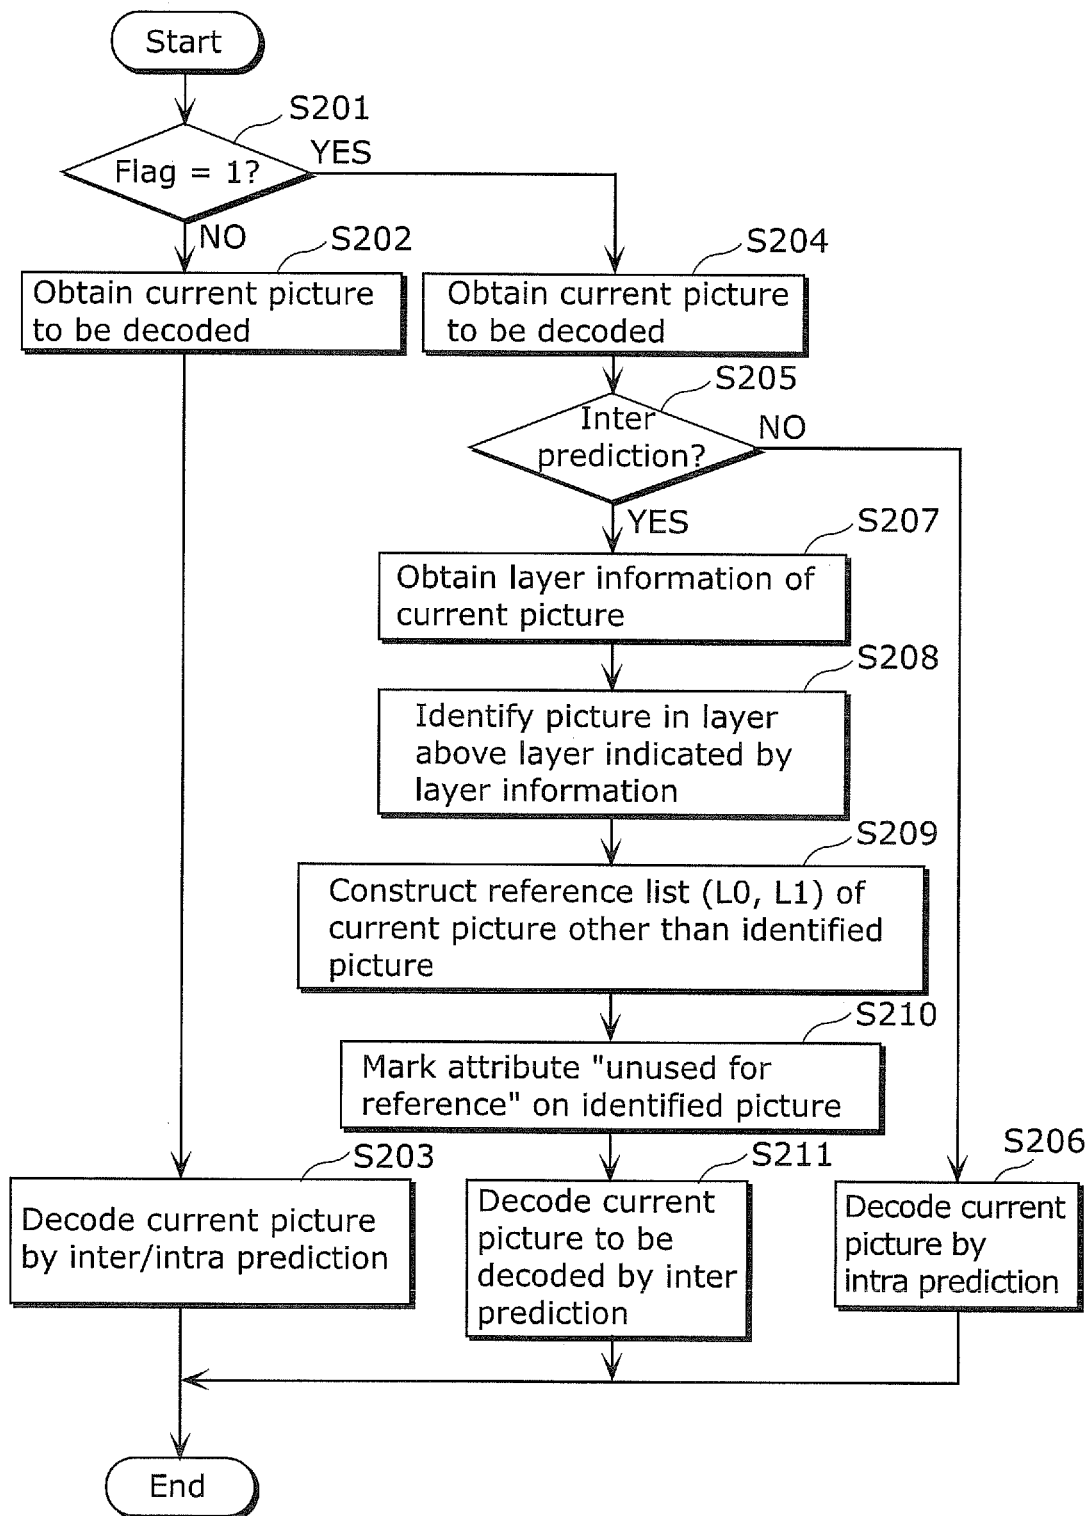 Start
S201
Flag = 1?
YES
NO
S202
S204
Obtain current picture
to be decoded
Obtain current picture
to be decoded
S205
Inter
prediction?
NO
YES
S207
Obtain layer information of
current picture
S208
Identify picture in layer
above layer indicated by
layer information
S209
Construct reference list (L0, L1) of
current picture other than identified
picture
S210
Mark attribute "unused for
reference" on identified picture
S203
Decode current picture
by inter/intra prediction
S211
Decode current
picture to be
decoded by inter
prediction
S206
Decode current
picture by
intra prediction
End